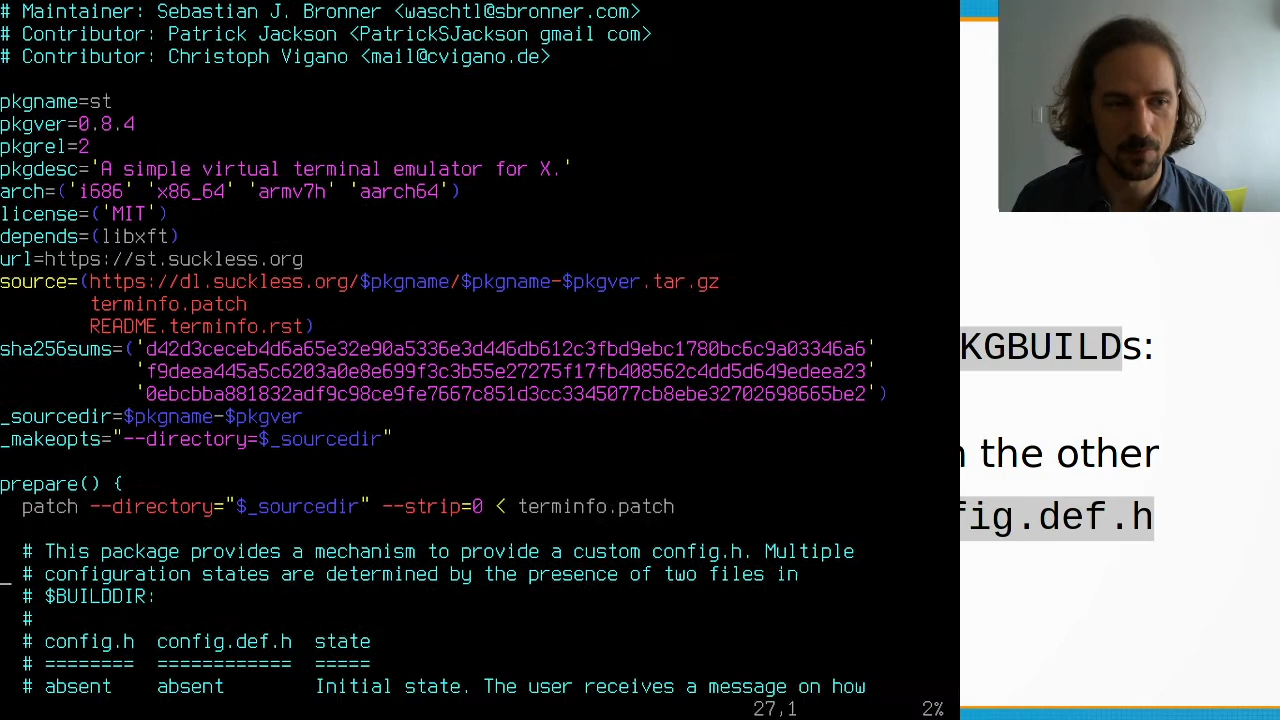 # Maintainer: Sebastian J. Bronner <waschtl@sbronner.com>
# Contributor: Patrick Jackson <PatrickSJackson gmail com>
# Contributor: Christoph Vigano <mail@cvigano.de>
pkgname=st
pkgver=0.8.4
pkgrel=2
pkgdesc='A simple virtual terminal emulator for X.'
arch=('i686' 'x86_64' 'armv7h' 'aarch64')
license=('MIT')
depends=(libxft)
url=https://st.suckless.org
source=(https://dl.suckless.org/$pkgname/$pkgname-$pkgver.tar.gz
terminfo.patch
README.terminfo.rst)
sha256sums=('d42d3ceceb4d6a65e32e90a5336e3d446db612c3fbd9ebc1780bc6c9a03346a6'
'f9deea445a5c6203a0e8e699f3c3b55e27275f17fb408562c4dd5d649edeea23'
'0ebcbba881832adf9c98ce9fe7667c851d3cc3345077cb8ebe32702698665be2')
_sourcedir=$pkgname-$pkgver
_makeopts="--directory=$_sourcedir"
prepare() {
patch --directory="$_sourcedir" --strip=0 < terminfo.patch
# This package provides a mechanism to provide a custom config.h. Multiple
# configuration states are determined by the presence of two files in
# $BUILDDIR:
#
# config.h config.def.h state
# ======== ============ =====
# absent absent Initial state. The user receives a message on how
27,1 2%
KGBUILDs:
n the other
fig.def.h